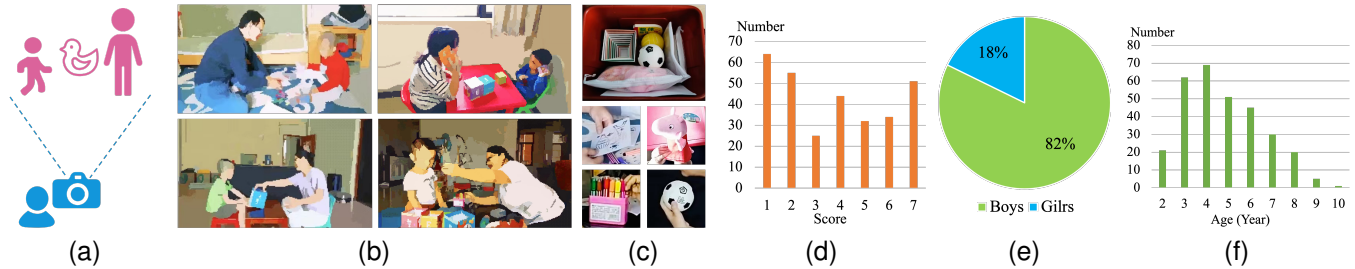 (a)
(b)
(c)
Number
70
60
50
40
30
20
10
0
1 2 3 4 5 6 7
Score
(d)
18%
82%
Boys Gilrs
(e)
Number
80
70
60
50
40
30
20
10
0
2 3 4 5 6 7 8 9 10
Age (Year)
(f)